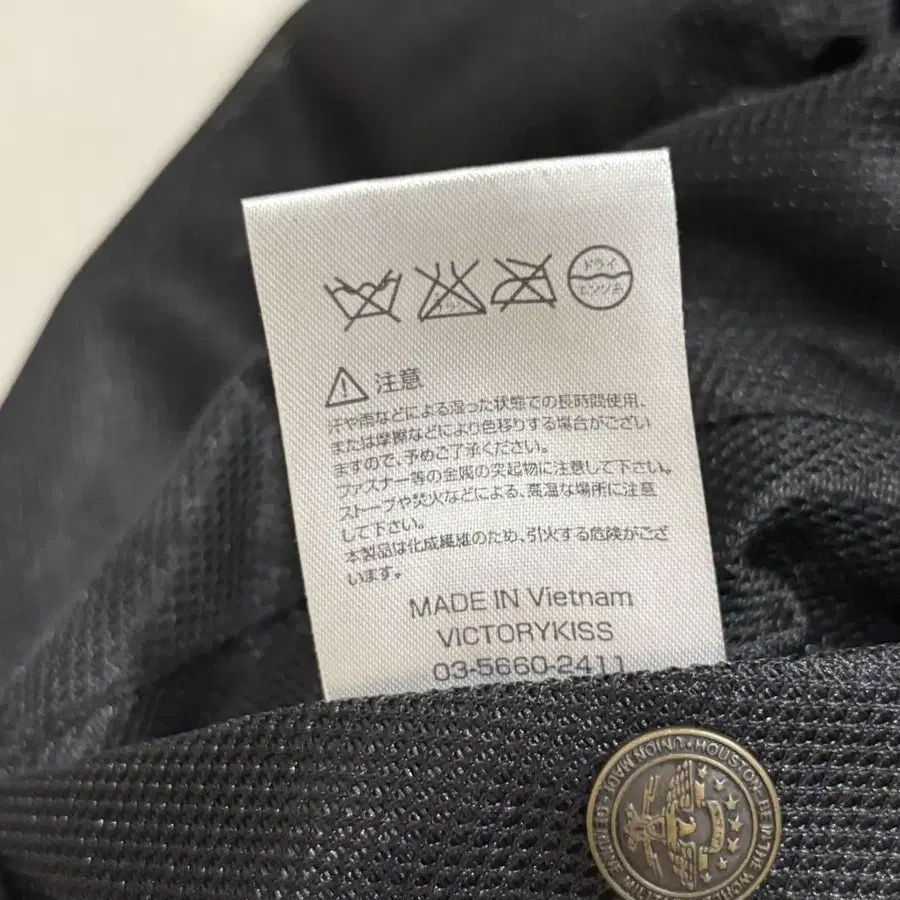 ドライ
セキユ系
注意
汗や雨などによる湿った状態での長時間使用、
または摩擦などにより色移りする場合がござい
ますので、予めご了承ください。
ファスナー等の金属の突起物に注意して下さい。
ストーブや焚火などによる、高温な場所に注意
して下さい。
本製品は化成繊維のため、引火する危険がござ
います。
MADE IN Vietnam
VICTORYKISS
03-5660-2411
UNION MADE HOUSTON THE WORLD